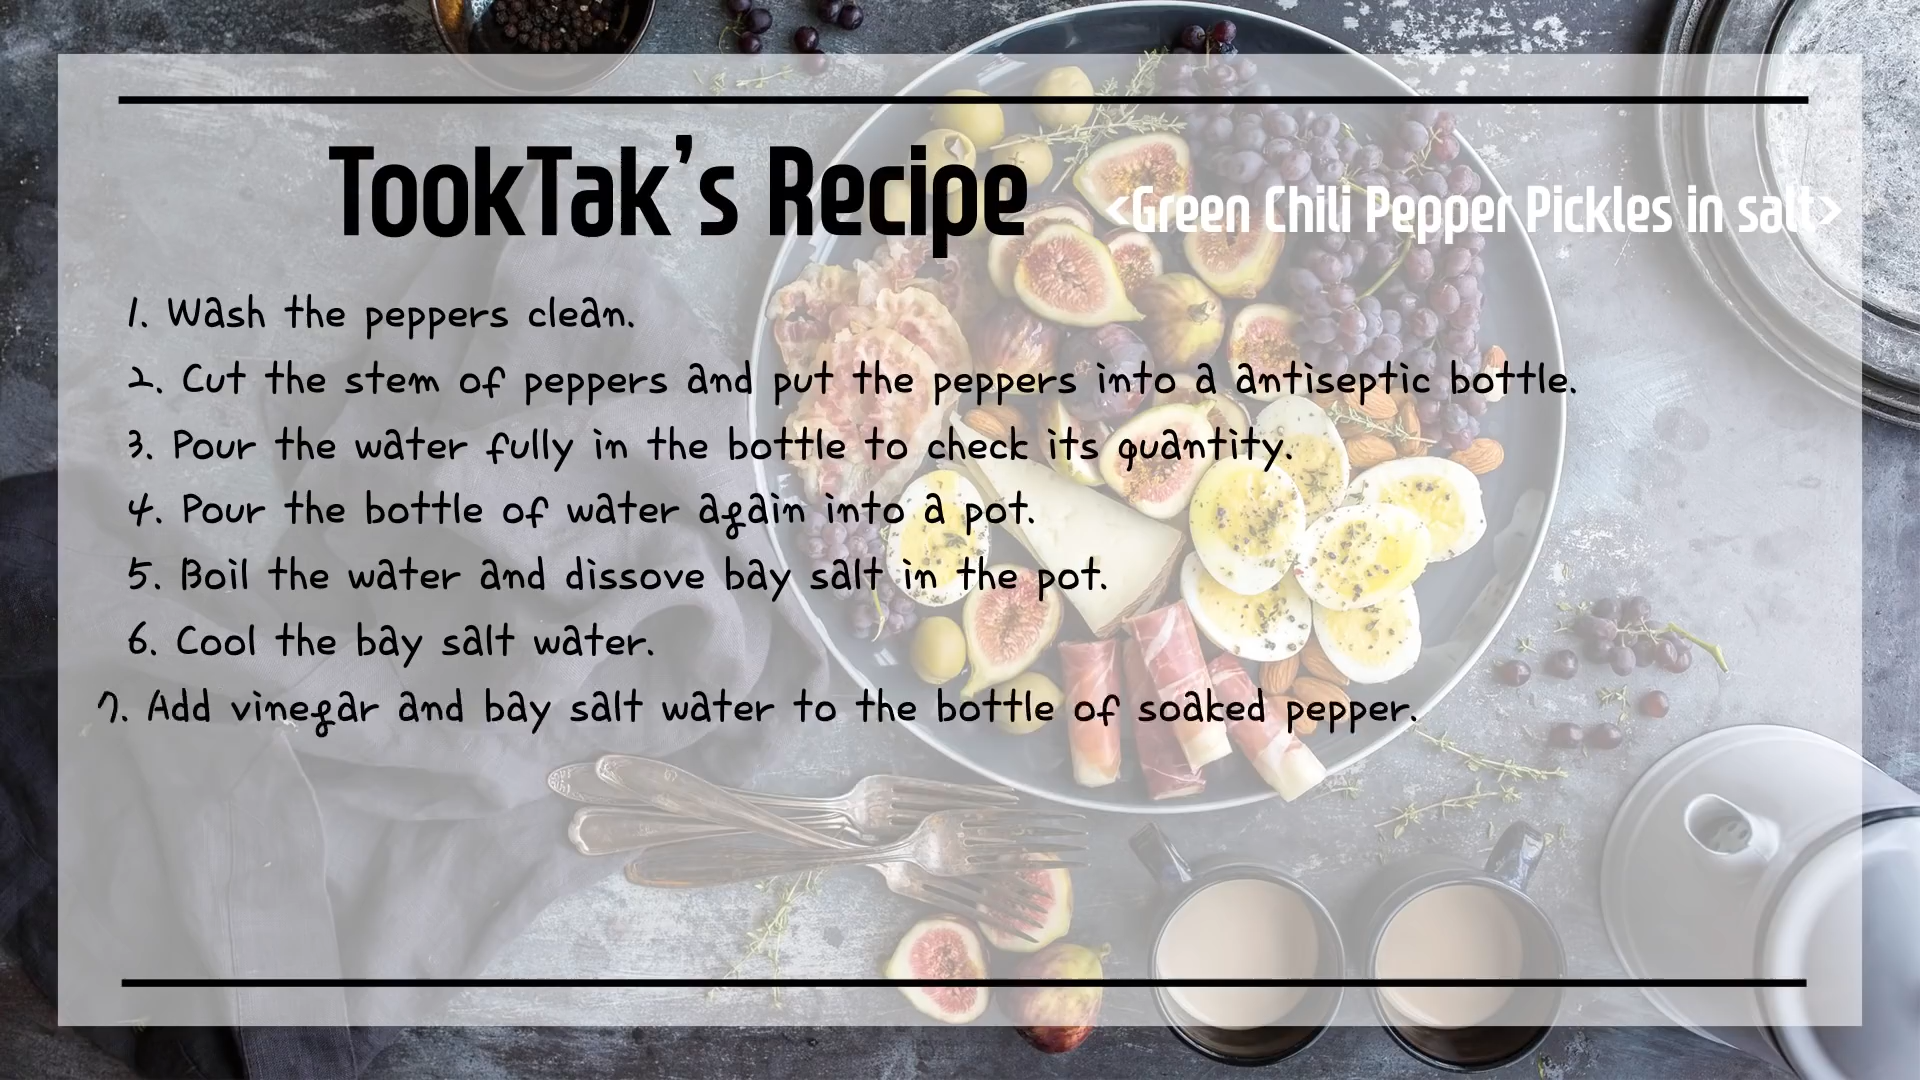 TookTak's Recipe <Green Chili Pepper Pickles in salt>
1. Wash the peppers clean.
2. Cut the stem of peppers and put the peppers into a antiseptic bottle.
3. Pour the water fully in the bottle to check its quantity.
4. Pour the bottle of water again into a pot.
5. Boil the water and dissove bay salt in the pot.
6. Cool the bay salt water.
7. Add vinegar and bay salt water to the bottle of soaked pepper.